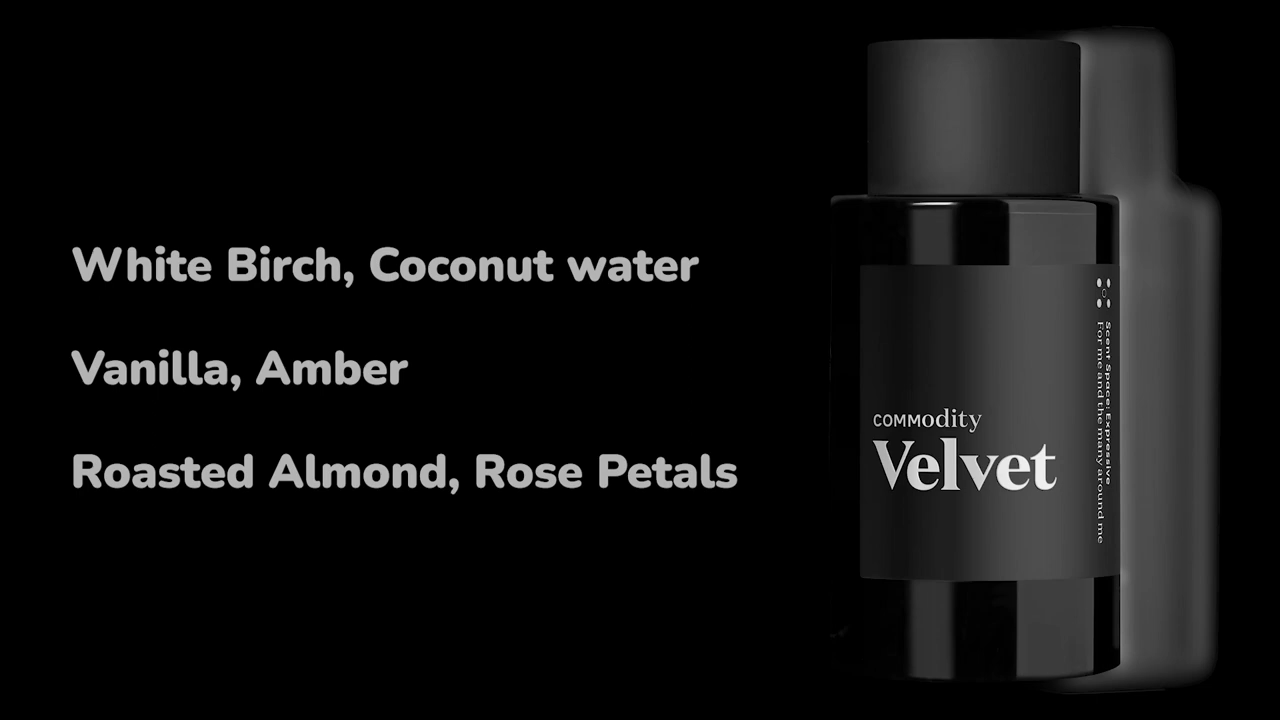 White Birch, Coconut water
Vanilla, Amber
Roasted Almond, Rose Petals
COMModity
Velvet
Scent Space: Expressive
For me and the many around me